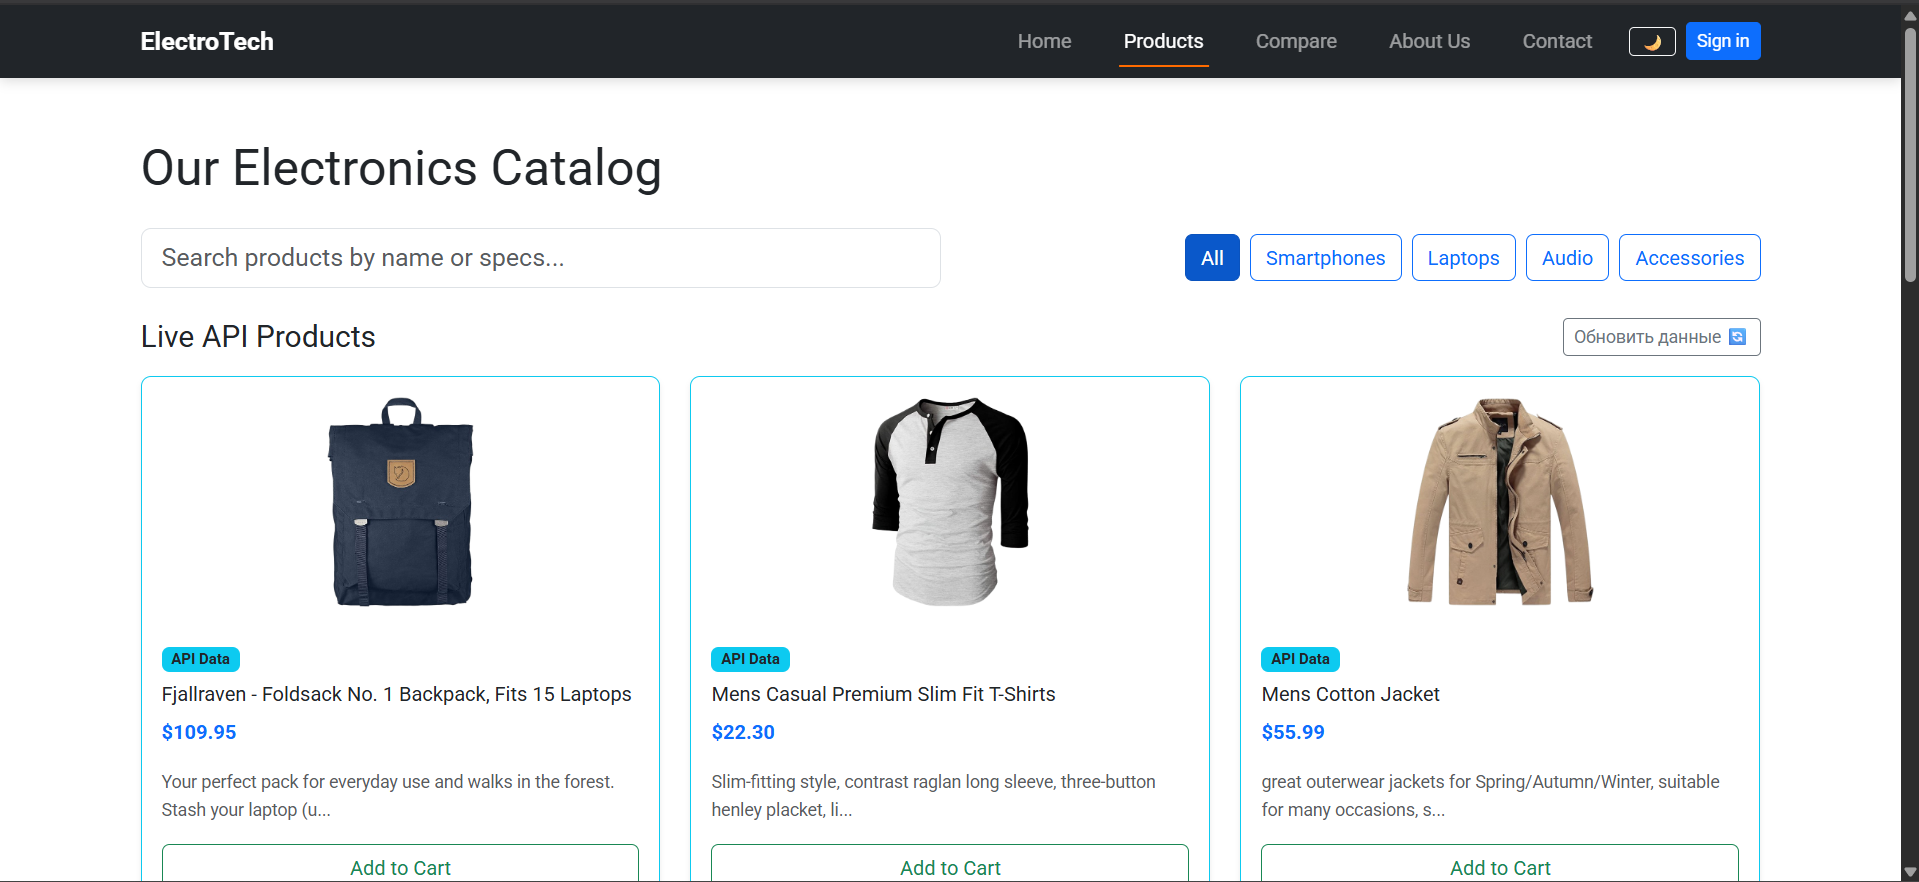 ElectroTech
Home Products Compare About Us Contact Sign in
Our Electronics Catalog
Search products by name or specs...
All Smartphones Laptops Audio Accessories
Live API Products
Обновить данные
API Data
Fjallraven - Foldsack No. 1 Backpack, Fits 15 Laptops
$109.95
Your perfect pack for everyday use and walks in the forest.
Stash your laptop (u...
Add to Cart
API Data
Mens Casual Premium Slim Fit T-Shirts
$22.30
Slim-fitting style, contrast raglan long sleeve, three-button
henley placket, li...
Add to Cart
API Data
Mens Cotton Jacket
$55.99
great outerwear jackets for Spring/Autumn/Winter, suitable
for many occasions, s...
Add to Cart